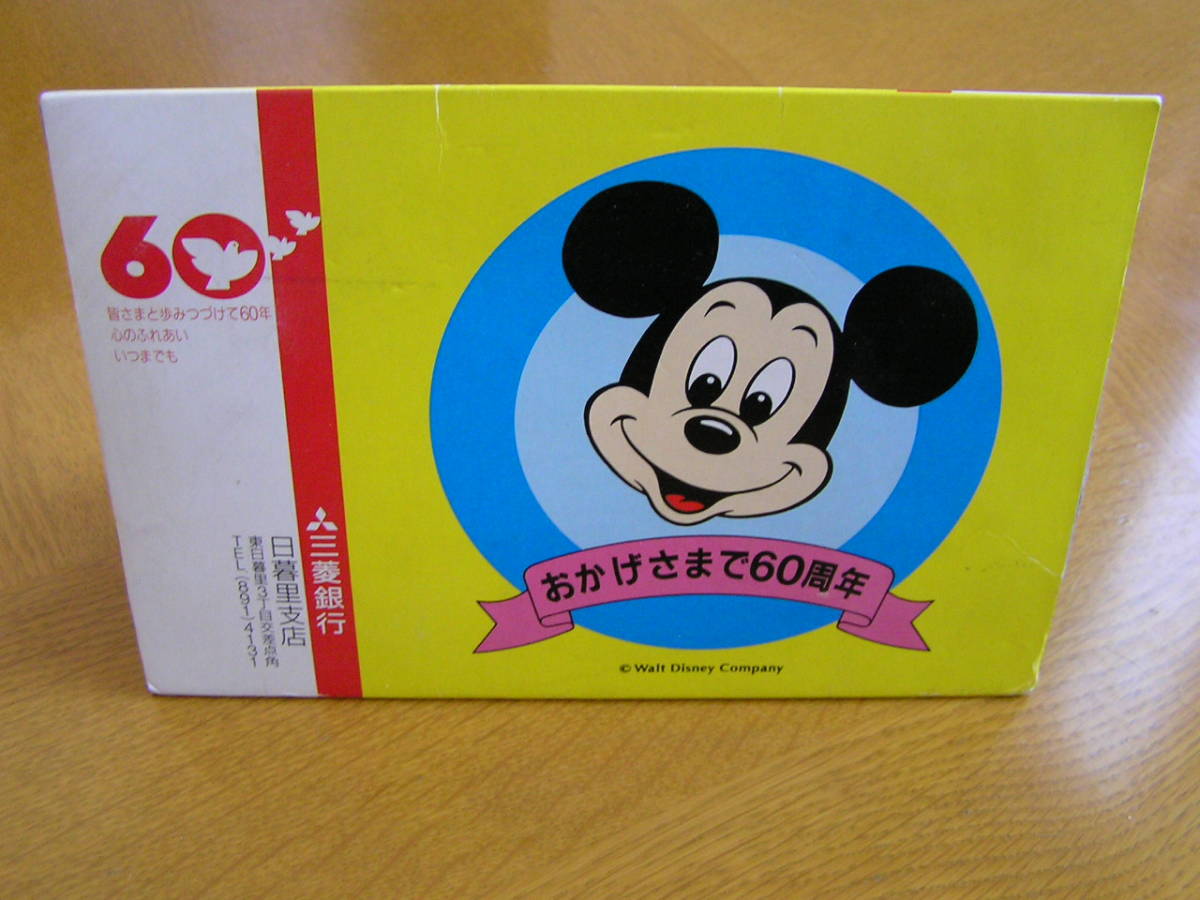 60
皆さまと歩みつづけて60年
心のふれあい
いつまでも
三菱銀行
日暮里支店
東日暮里3丁目交差点角
TEL(891)4131
おかげさまで60周年
© Walt Disney Company